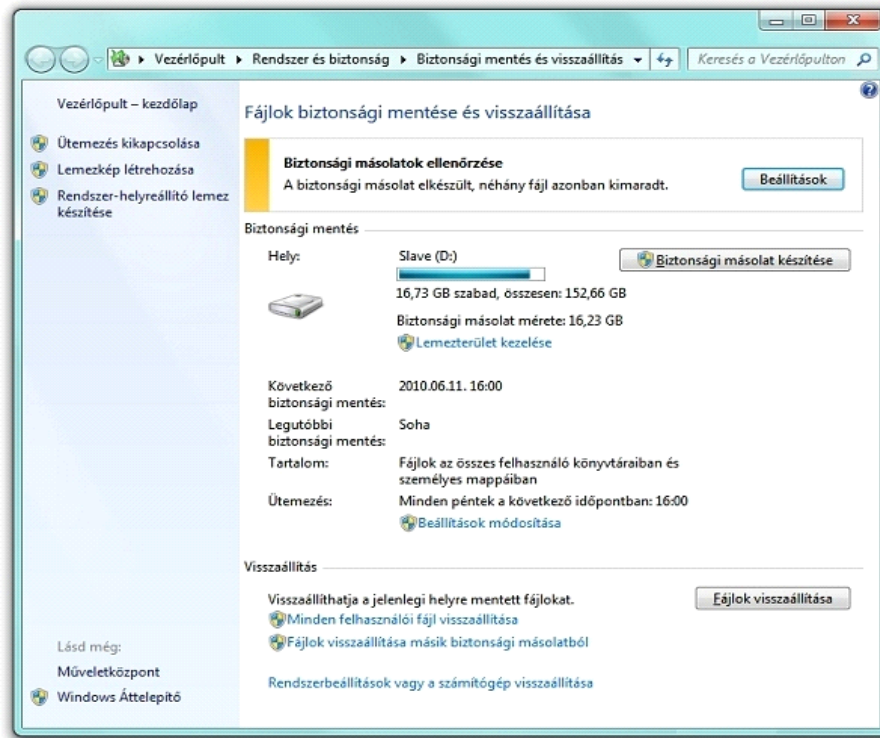 Vezérlőpult ▸ Rendszer és biztonság ▸ Biztonsági mentés és visszaállítás
Keresés a Vezérlőpulton
Vezérlőpult – kezdőlap
Ütemezés kikapcsolása
Lemezkép létrehozása
Rendszer-helyreállító lemez
készítése
Fájlok biztonsági mentése és visszaállítása
Biztonsági másolatok ellenőrzése
A biztonsági másolat elkészült, néhány fájl azonban kimaradt.
Beállítások
Biztonsági mentés
Hely:
Slave (D:)
Biztonsági másolat készítése
16,73 GB szabad, összesen: 152,66 GB
Biztonsági másolat mérete: 16,23 GB
Lemezterület kezelése
Következő
biztonsági mentés:
2010.06.11. 16:00
Legutóbbi
biztonsági mentés:
Soha
Tartalom:
Fájlok az összes felhasználó könyvtáraiban és
személyes mappáiban
Ütemezés:
Minden péntek a következő időpontban: 16:00
Beállítások módosítása
Visszaállítás
Visszaállíthatja a jelenlegi helyre mentett fájlokat.
Fájlok visszaállítása
Minden felhasználói fájl visszaállítása
Fájlok visszaállítása másik biztonsági másolatból
Rendszerbeállítások vagy a számítógép visszaállítása
Lásd még:
Műveletközpont
Windows Áttelepítő